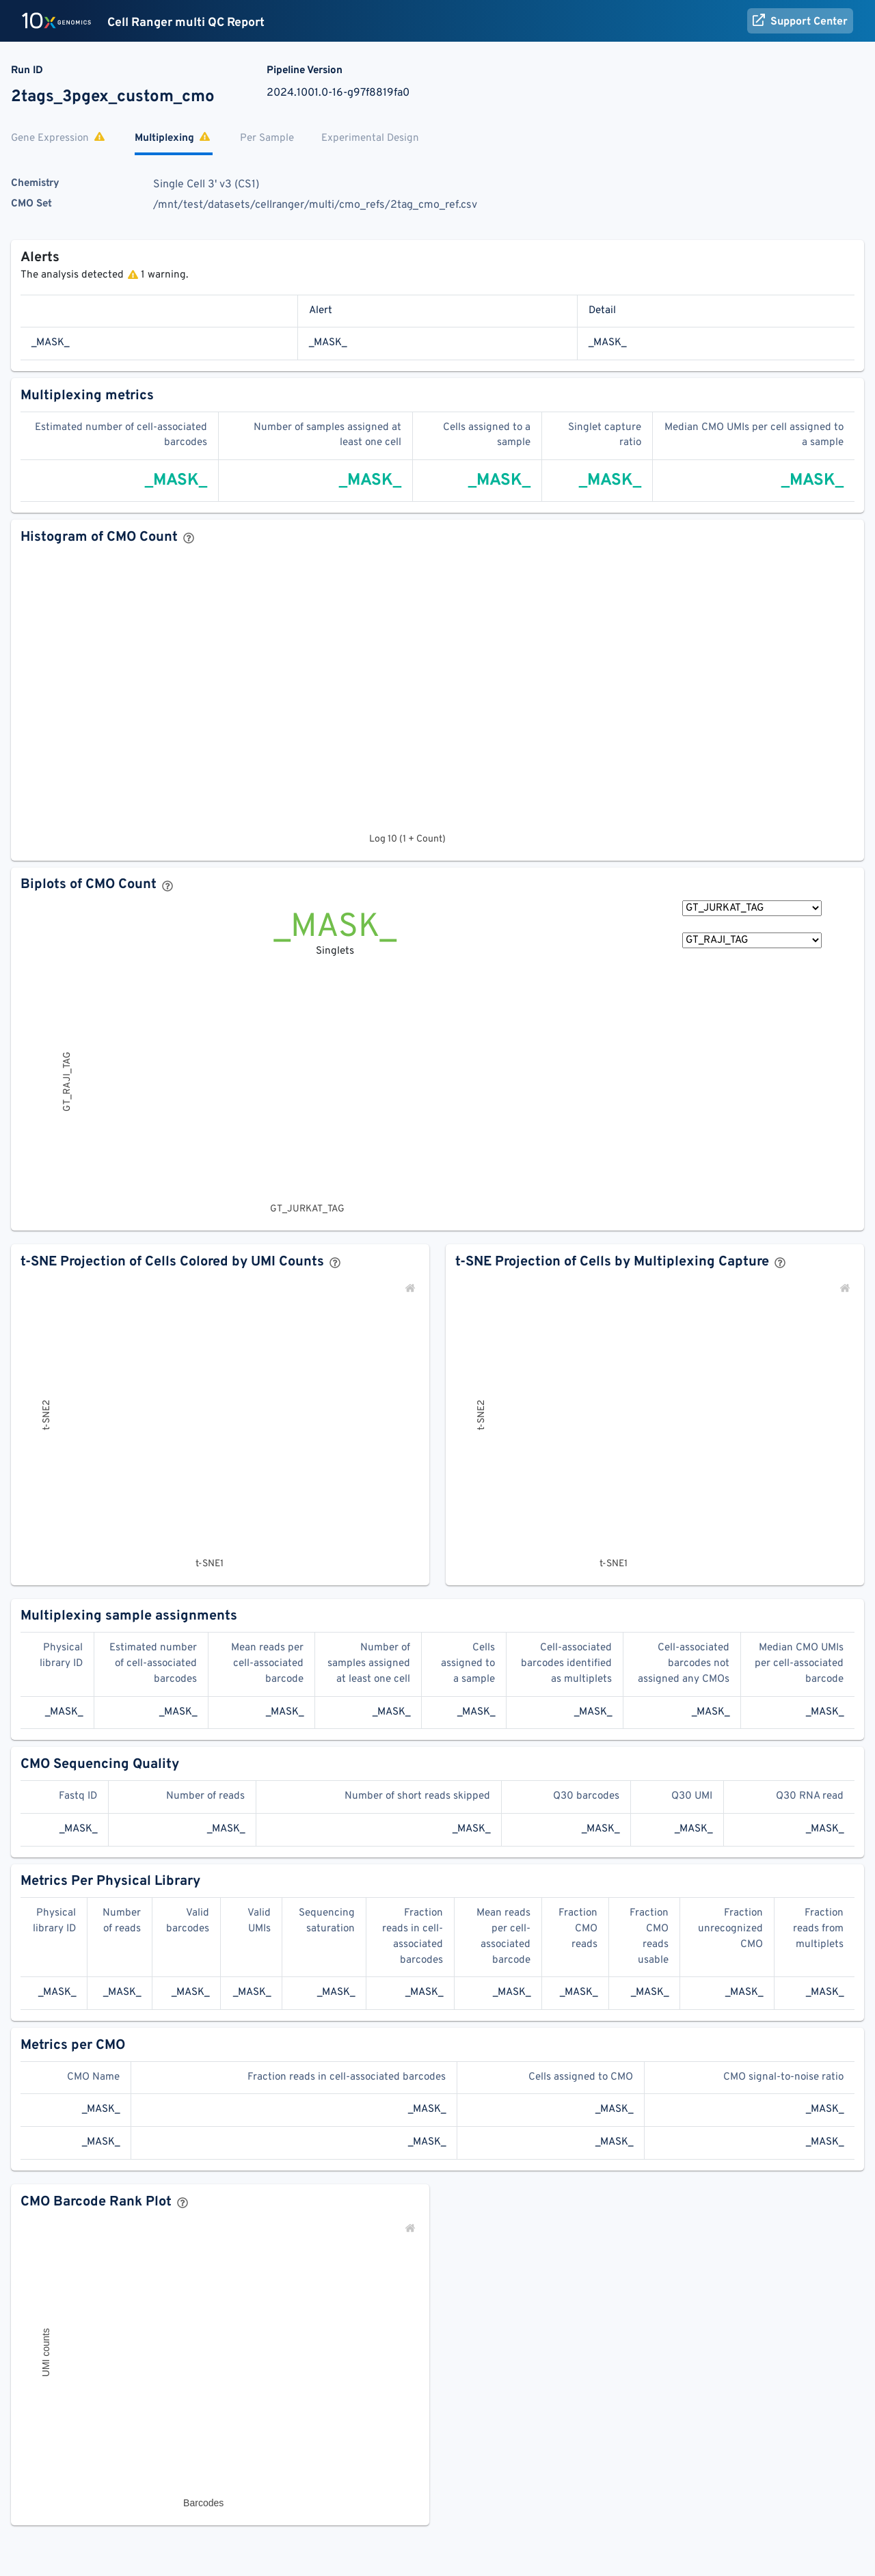 10x GENOMICS Cell Ranger multi QC Report Support Center
Run ID Pipeline Version
2tags_3pgex_custom_cmo 2024.1001.0-16-g97f8819fa0
Gene Expression Multiplexing Per Sample Experimental Design
Chemistry Single Cell 3' v3 (CS1)
CMO Set /mnt/test/datasets/cellranger/multi/cmo_refs/2tag_cmo_ref.csv
Alerts
The analysis detected 1 warning.
Alert Detail
_MASK_ _MASK_ _MASK_
Multiplexing metrics
Estimated number of cell-associated Number of samples assigned at Cells assigned to a Singlet capture Median CMO UMIs per cell assigned to
barcodes least one cell sample ratio a sample
_MASK_ _MASK_ _MASK_ _MASK_ _MASK_
Histogram of CMO Count
Log 10 (1 + Count)
Biplots of CMO Count
GT_JURKAT_TAG
_MASK_
GT_RAJI_TAG
Singlets
GT_RAJI_TAG
GT_JURKAT_TAG
t-SNE Projection of Cells Colored by UMI Counts
t-SNE2
t-SNE1
t-SNE Projection of Cells by Multiplexing Capture
t-SNE2
t-SNE1
Multiplexing sample assignments
Physical Estimated number Mean reads per Number of Cells Cell-associated Cell-associated Median CMO UMIs
library ID of cell-associated cell-associated samples assigned assigned to barcodes identified barcodes not per cell-associated
barcodes barcode at least one cell a sample as multiplets assigned any CMOs barcode
_MASK_ _MASK_ _MASK_ _MASK_ _MASK_ _MASK_ _MASK_ _MASK_
CMO Sequencing Quality
Fastq ID Number of reads Number of short reads skipped Q30 barcodes Q30 UMI Q30 RNA read
_MASK_ _MASK_ _MASK_ _MASK_ _MASK_ _MASK_
Metrics Per Physical Library
Physical Number Valid Valid Sequencing Fraction Mean reads Fraction Fraction Fraction Fraction
library ID of reads barcodes UMIs saturation reads in cell- per cell- CMO CMO unrecognized reads from
associated associated reads reads CMO multiplets
barcodes barcode usable
_MASK_ _MASK_ _MASK_ _MASK_ _MASK_ _MASK_ _MASK_ _MASK_ _MASK_ _MASK_ _MASK_
Metrics per CMO
CMO Name Fraction reads in cell-associated barcodes Cells assigned to CMO CMO signal-to-noise ratio
_MASK_ _MASK_ _MASK_ _MASK_
_MASK_ _MASK_ _MASK_ _MASK_
CMO Barcode Rank Plot
UMI counts
Barcodes